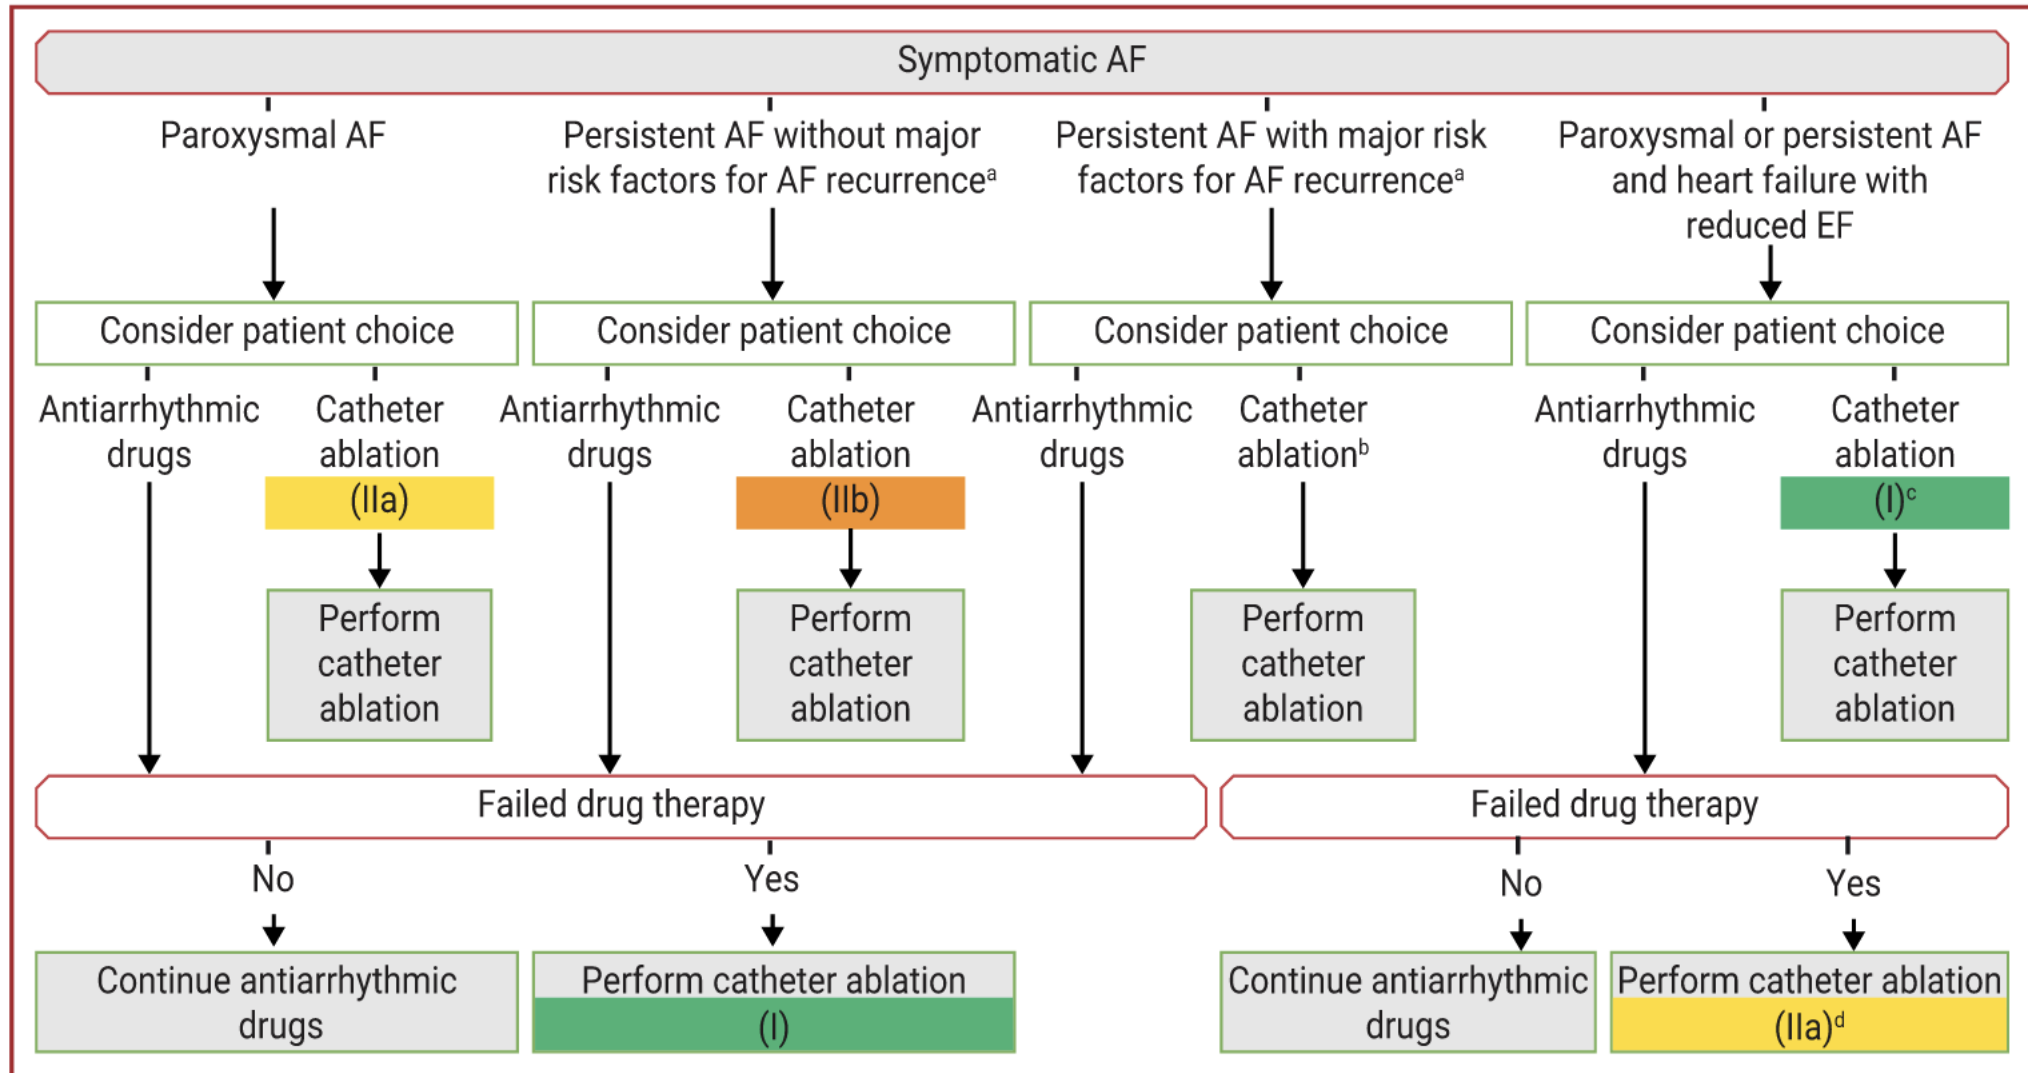 Symptomatic AF
Paroxysmal AF
Persistent AF without major
risk factors for AF recurrenceᵃ
Persistent AF with major risk
factors for AF recurrenceᵃ
Paroxysmal or persistent AF
and heart failure with
reduced EF
Consider patient choice
Consider patient choice
Consider patient choice
Consider patient choice
Antiarrhythmic
drugs
Catheter
ablation
(IIa)
Antiarrhythmic
drugs
Catheter
ablation
(IIb)
Antiarrhythmic
drugs
Catheter
ablationᵇ
Antiarrhythmic
drugs
Catheter
ablation
(I)ᶜ
Perform
catheter
ablation
Perform
catheter
ablation
Perform
catheter
ablation
Perform
catheter
ablation
Failed drug therapy
Failed drug therapy
No
Yes
No
Yes
Continue antiarrhythmic
drugs
Perform catheter ablation
(I)
Continue antiarrhythmic
drugs
Perform catheter ablation
(IIa)ᵈ